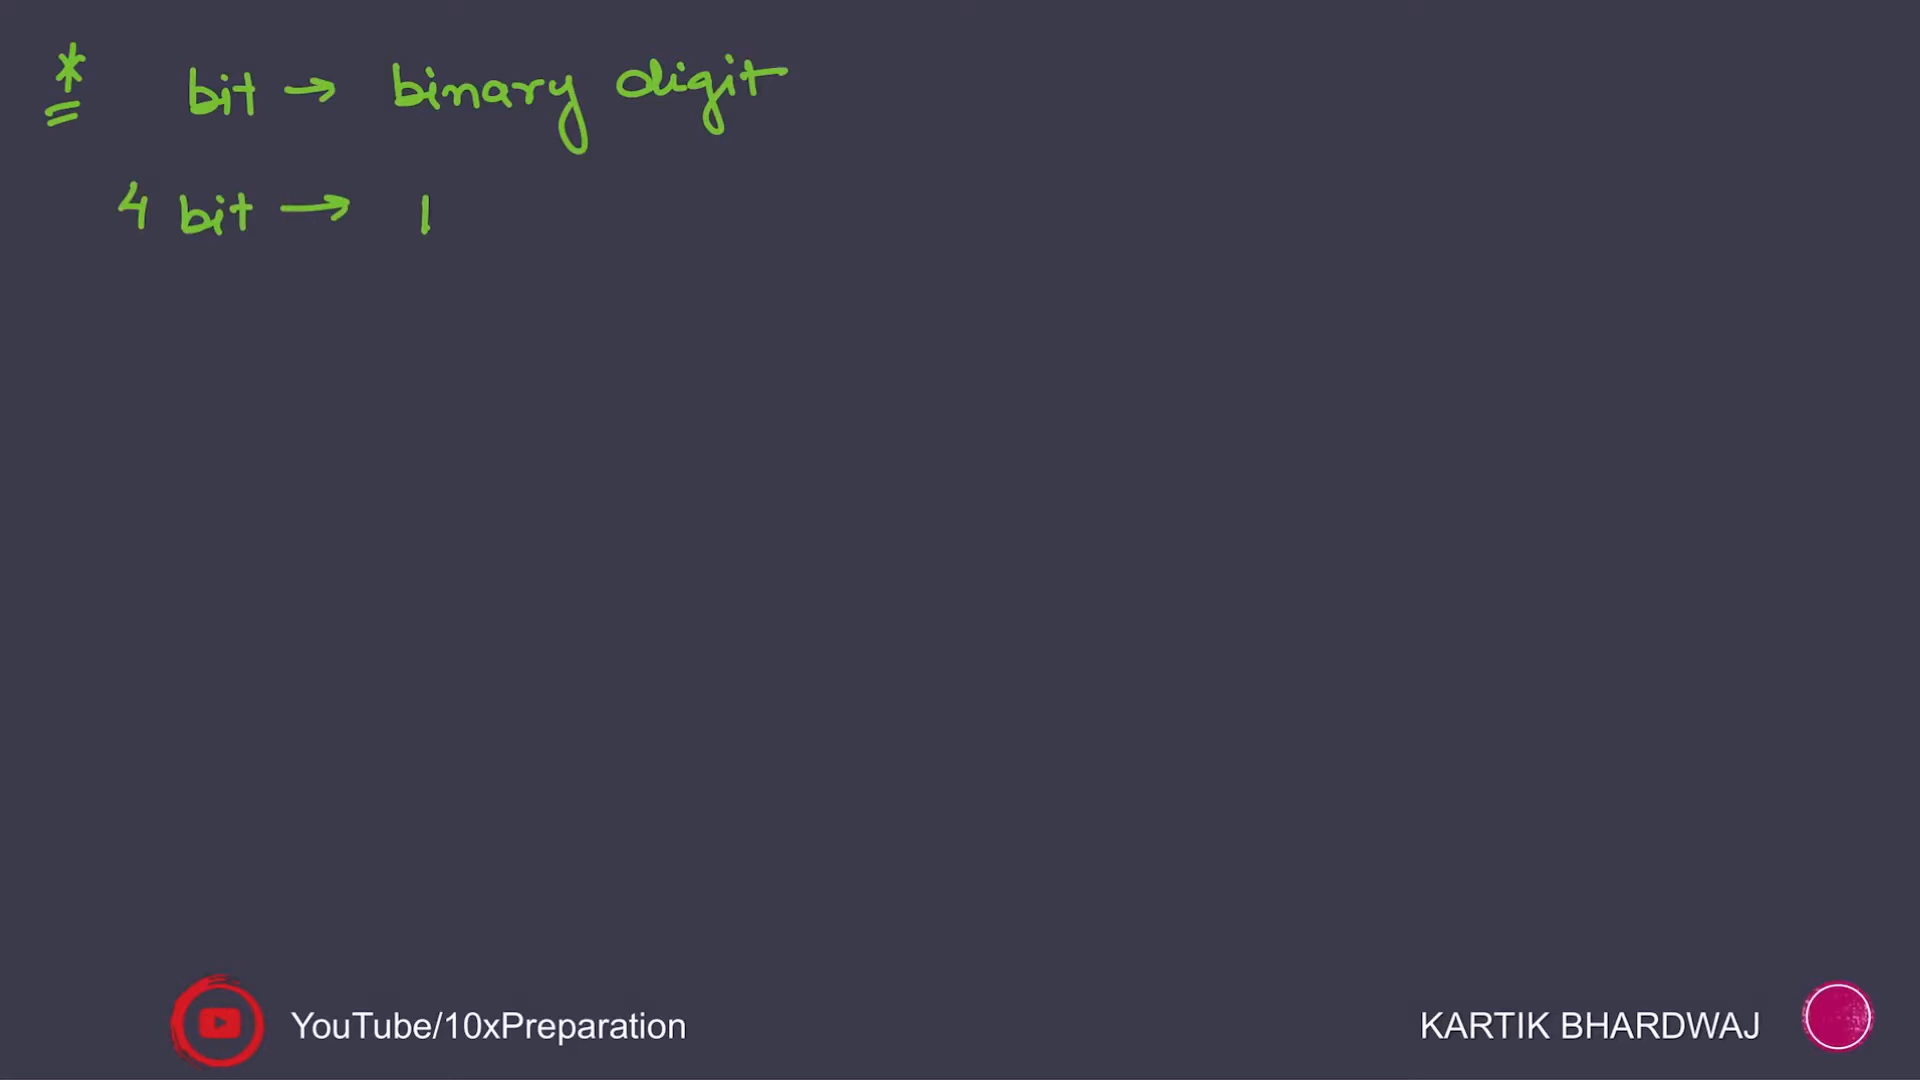 * bit → binary digit
4 bit → 1
YouTube/10xPreparation
KARTIK BHARDWAJ